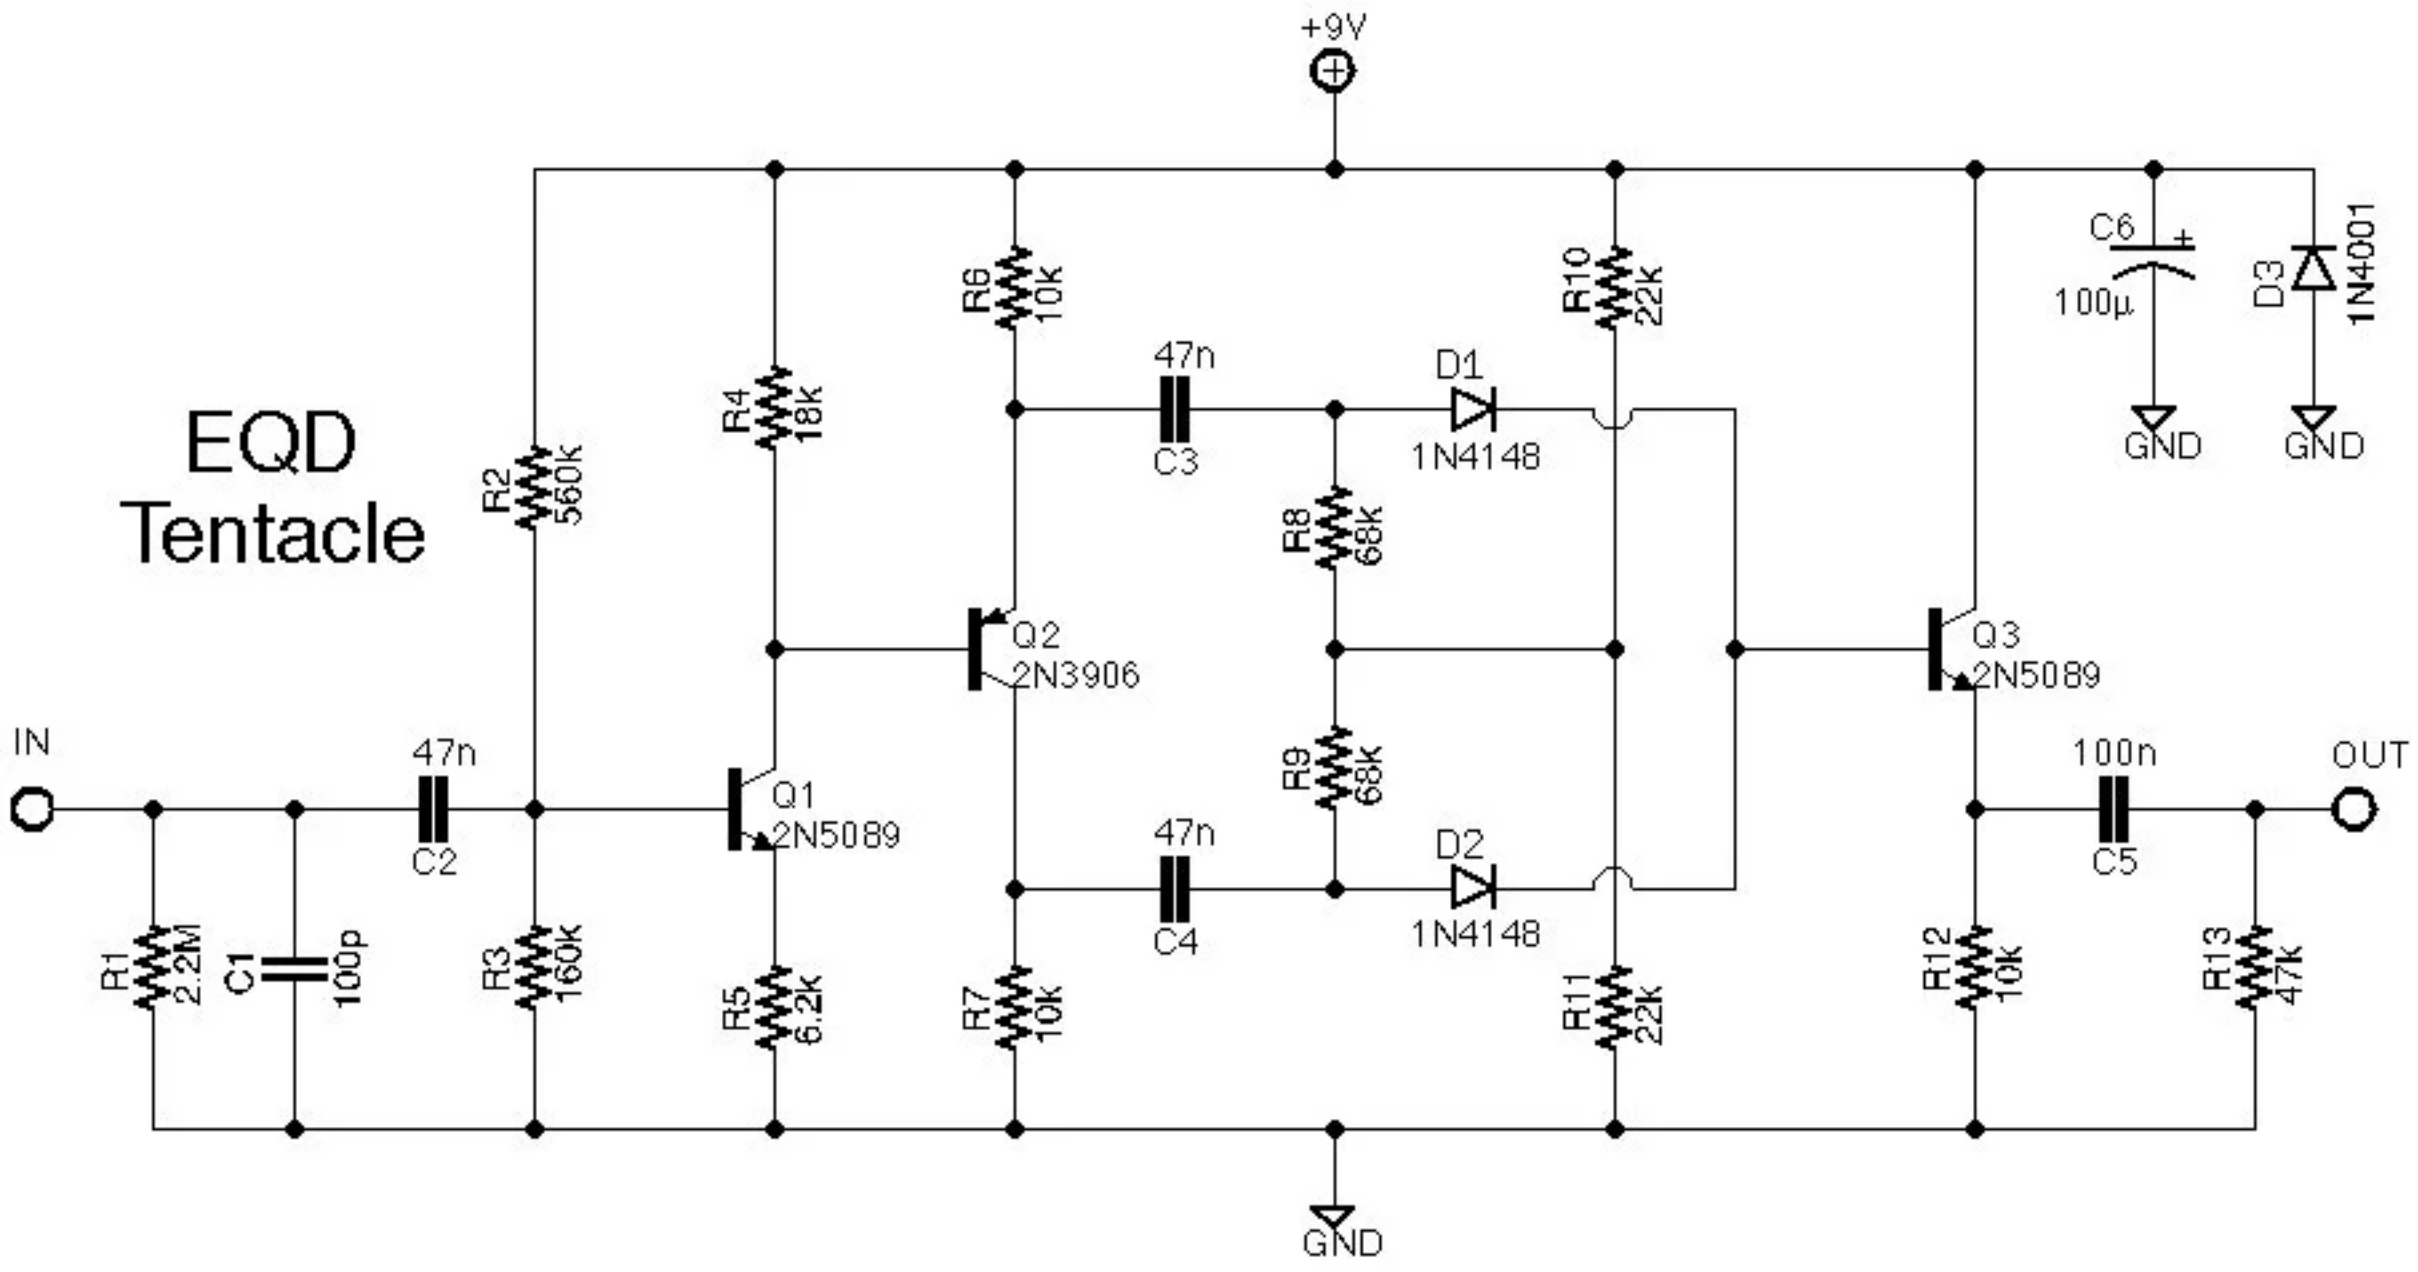 +9V
C6
+
100µ
D3
1N4001
GND
GND
R6
10k
R10
22k
47n
C3
D1
1N4148
R4
18k
EQD
Tentacle
R2
560k
R8
68k
Q2
2N3906
Q3
2N5089
IN
47n
C2
Q1
2N5089
R9
68k
47n
C4
D2
1N4148
100n
C5
OUT
R1
2.2M
C1
100p
R3
160k
R5
6.2k
R7
10k
R11
22k
R12
10k
R13
47k
GND